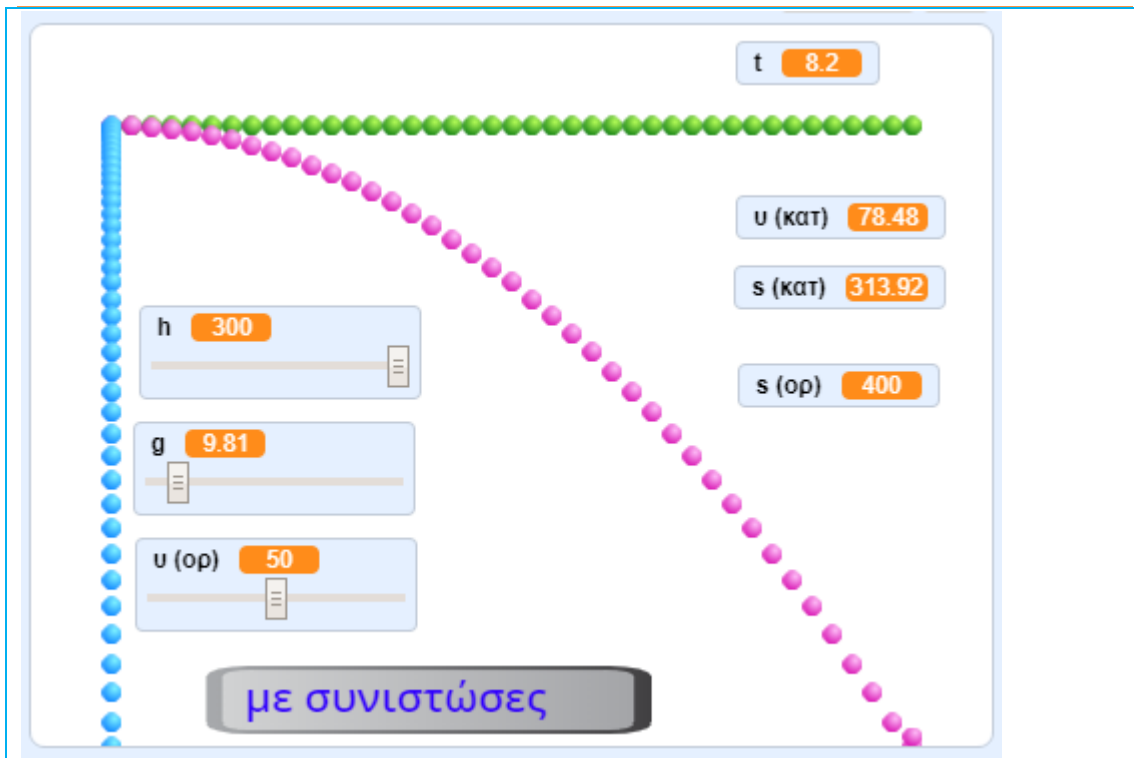 t 8.2
υ (κατ) 78.48
s (κατ) 313.92
h 300
s (ορ) 400
g 9.81
υ (ορ) 50
με συνιστώσες